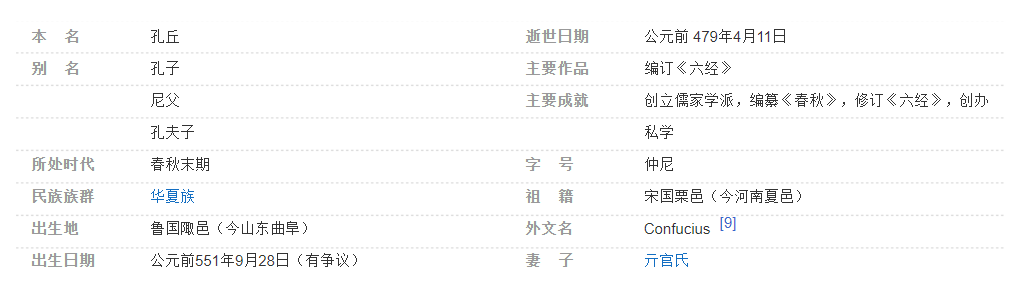 本 名 孔丘 逝世日期 公元前 479年4月11日
别 名 孔子 主要作品 编订《六经》
尼父 主要成就 创立儒家学派，编纂《春秋》，修订《六经》，创办
孔夫子 私学
所处时代 春秋末期 字 号 仲尼
民族族群 华夏族 祖 籍 宋国栗邑（今河南夏邑）
出生地 鲁国陬邑（今山东曲阜） 外文名 Confucius [9]
出生日期 公元前551年9月28日（有争议） 妻 子 亓官氏